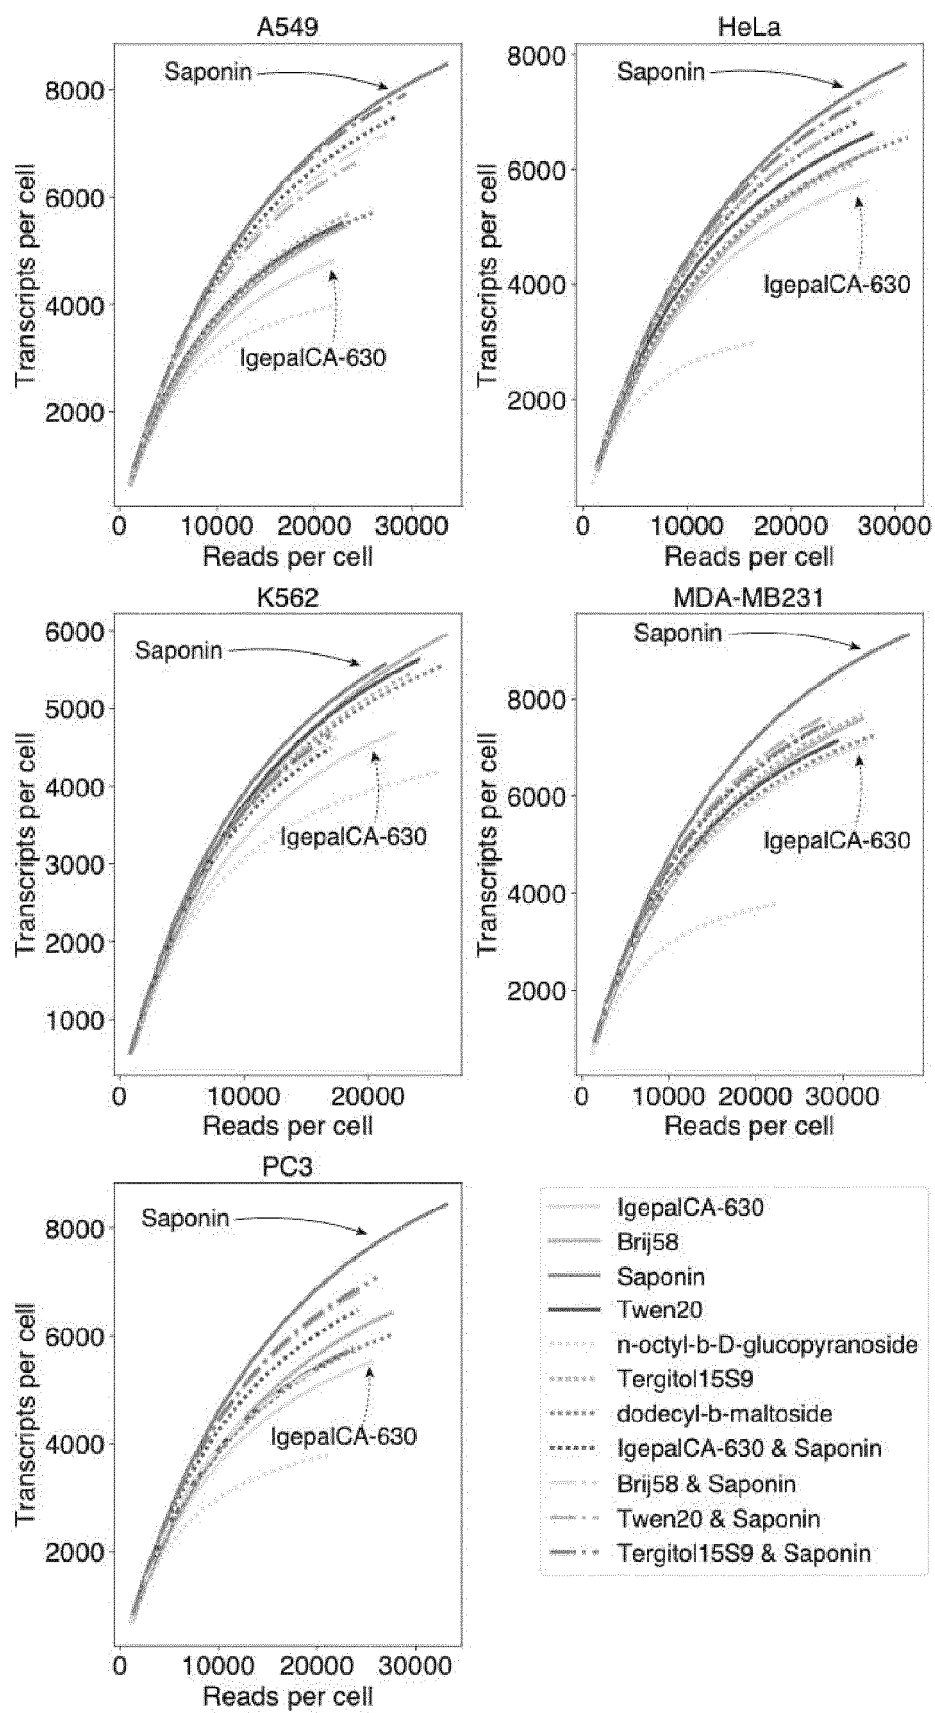 A549
8000
6000
4000
2000
Transcripts per cell
Saponin
IgepalCA-630
0 10000 20000 30000
Reads per cell
HeLa
8000
6000
4000
2000
Transcripts per cell
Saponin
IgepalCA-630
0 10000 20000 30000
Reads per cell
K562
6000
5000
4000
3000
2000
1000
Transcripts per cell
Saponin
IgepalCA-630
0 10000 20000
Reads per cell
MDA-MB231
8000
6000
4000
2000
Transcripts per cell
Saponin
IgepalCA-630
0 10000 20000 30000
Reads per cell
PC3
8000
6000
4000
2000
Transcripts per cell
Saponin
IgepalCA-630
0 10000 20000 30000
Reads per cell
IgepalCA-630
Brij58
Saponin
Twen20
n-octyl-b-D-glucopyranoside
Tergitol15S9
dodecyl-b-maltoside
IgepalCA-630 & Saponin
Brij58 & Saponin
Twen20 & Saponin
Tergitol15S9 & Saponin